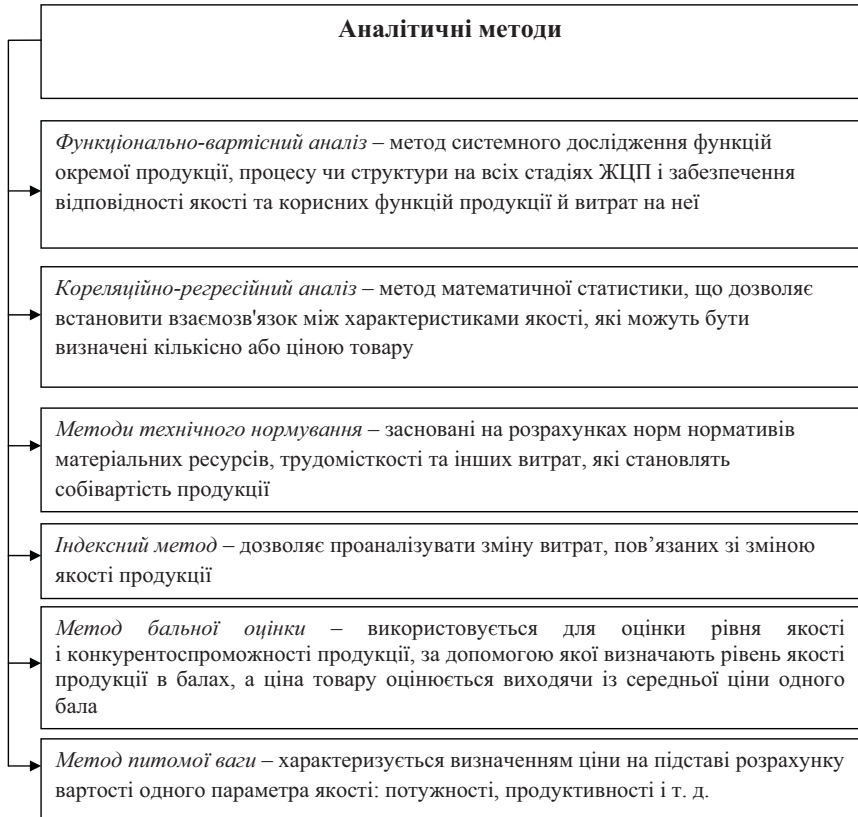 Аналітичні методи
Функціонально-вартісний аналіз – метод системного дослідження функцій
окремої продукції, процесу чи структури на всіх стадіях ЖЦП і забезпечення
відповідності якості та корисних функцій продукції й витрат на неї
Кореляційно-регресійний аналіз – метод математичної статистики, що дозволяє
встановити взаємозв'язок між характеристиками якості, які можуть бути
визначені кількісно або ціною товару
Методи технічного нормування – засновані на розрахунках норм нормативів
матеріальних ресурсів, трудомісткості та інших витрат, які становлять
собівартість продукції
Індексний метод – дозволяє проаналізувати зміну витрат, пов’язаних зі зміною
якості продукції
Метод бальної оцінки – використовується для оцінки рівня якості
і конкурентоспроможності продукції, за допомогою якої визначають рівень якості
продукції в балах, а ціна товару оцінюється виходячи із середньої ціни одного
бала
Метод питомої ваги – характеризується визначенням ціни на підставі розрахунку
вартості одного параметра якості: потужності, продуктивності і т. д.